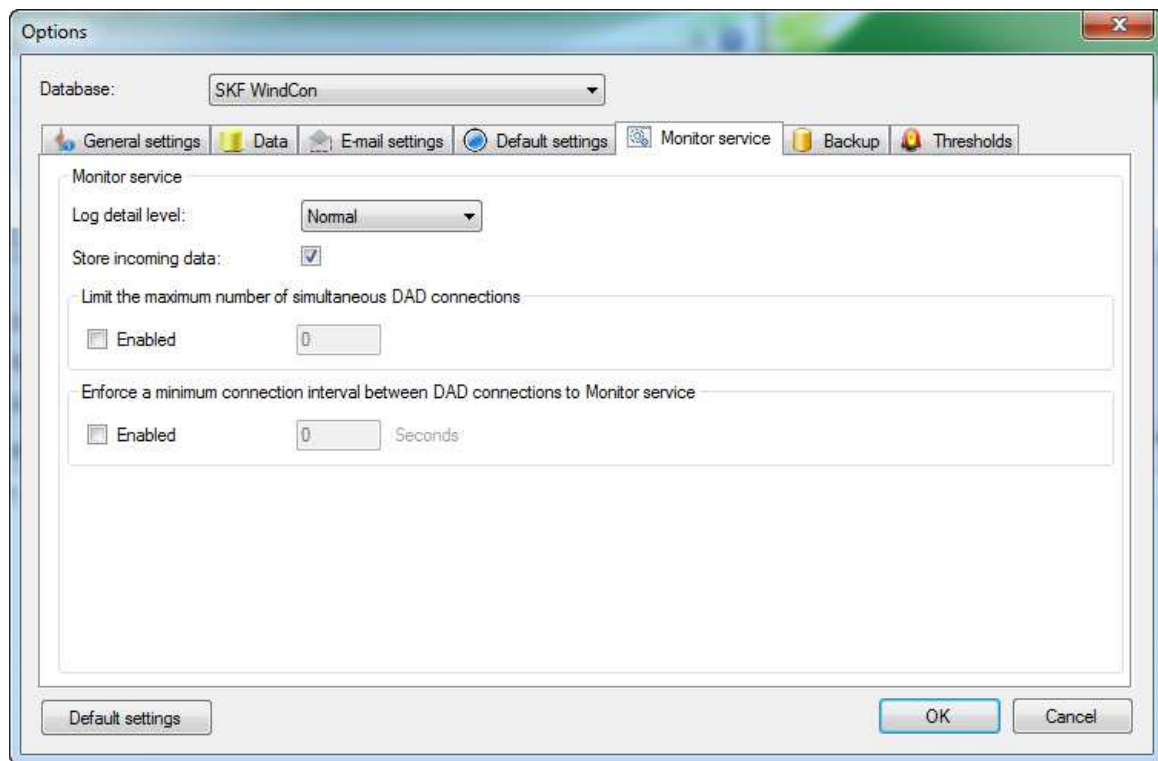 Options
Database: SKF WindCon
General settings Data E-mail settings Default settings Monitor service Backup Thresholds
Monitor service
Log detail level: Normal
Store incoming data:
Limit the maximum number of simultaneous DAD connections
Enabled 0
Enforce a minimum connection interval between DAD connections to Monitor service
Enabled 0 Seconds
Default settings OK Cancel